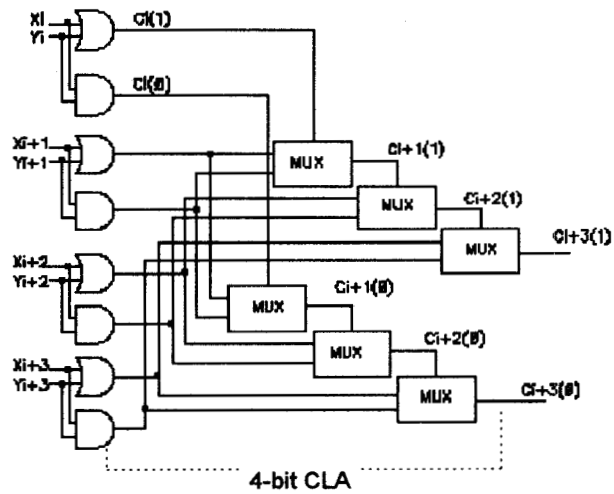 Xi
Yi
Ci(1)
Ci(0)
Xi+1
Yi+1
MUX
Ci+1(1)
MUX
Ci+2(1)
MUX
Ci+3(1)
Xi+2
Yi+2
MUX
Ci+1(0)
MUX
Ci+2(0)
Xi+3
Yi+3
MUX
Ci+3(0)
4-bit CLA